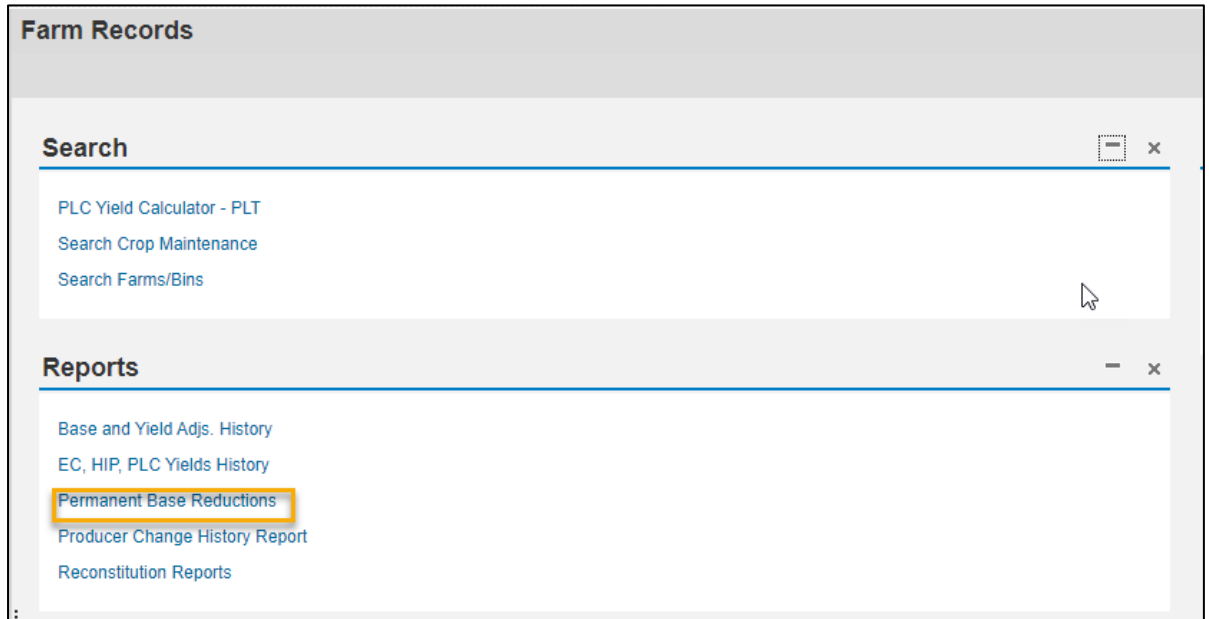 Farm Records
Search
PLC Yield Calculator - PLT
Search Crop Maintenance
Search Farms/Bins
Reports
Base and Yield Adjs. History
EC, HIP, PLC Yields History
Permanent Base Reductions
Producer Change History Report
Reconstitution Reports